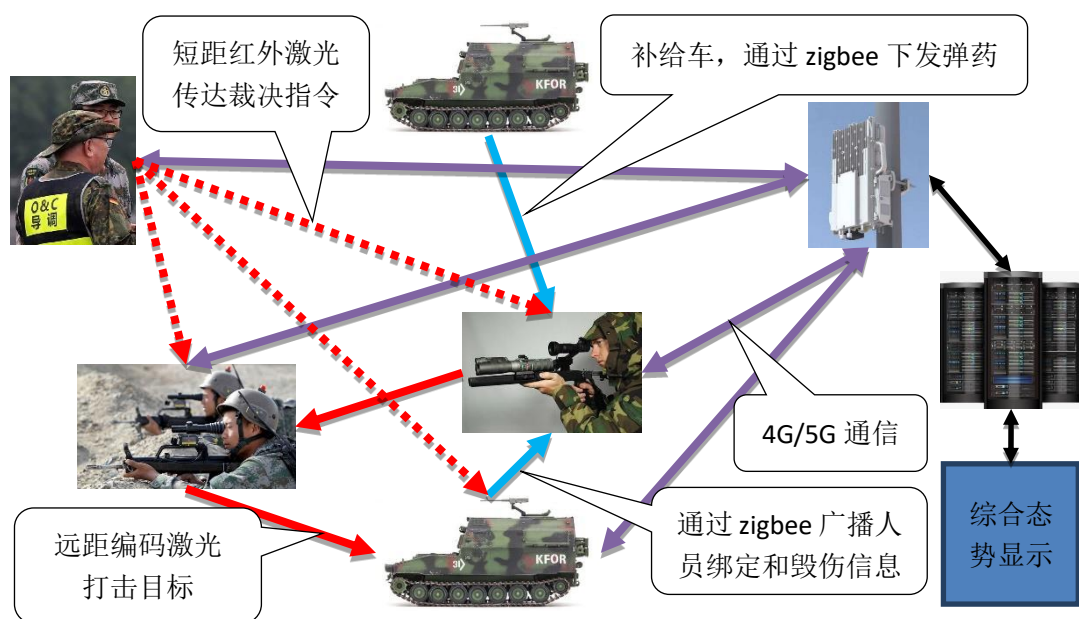 短距红外激光
传达裁决指令
KFOR
31
补给车，通过 zigbee 下发弹药
O&C
导调
4G/5G 通信
远距编码激光
打击目标
KFOR
31
通过 zigbee 广播人
员绑定和毁伤信息
综合态
势显示